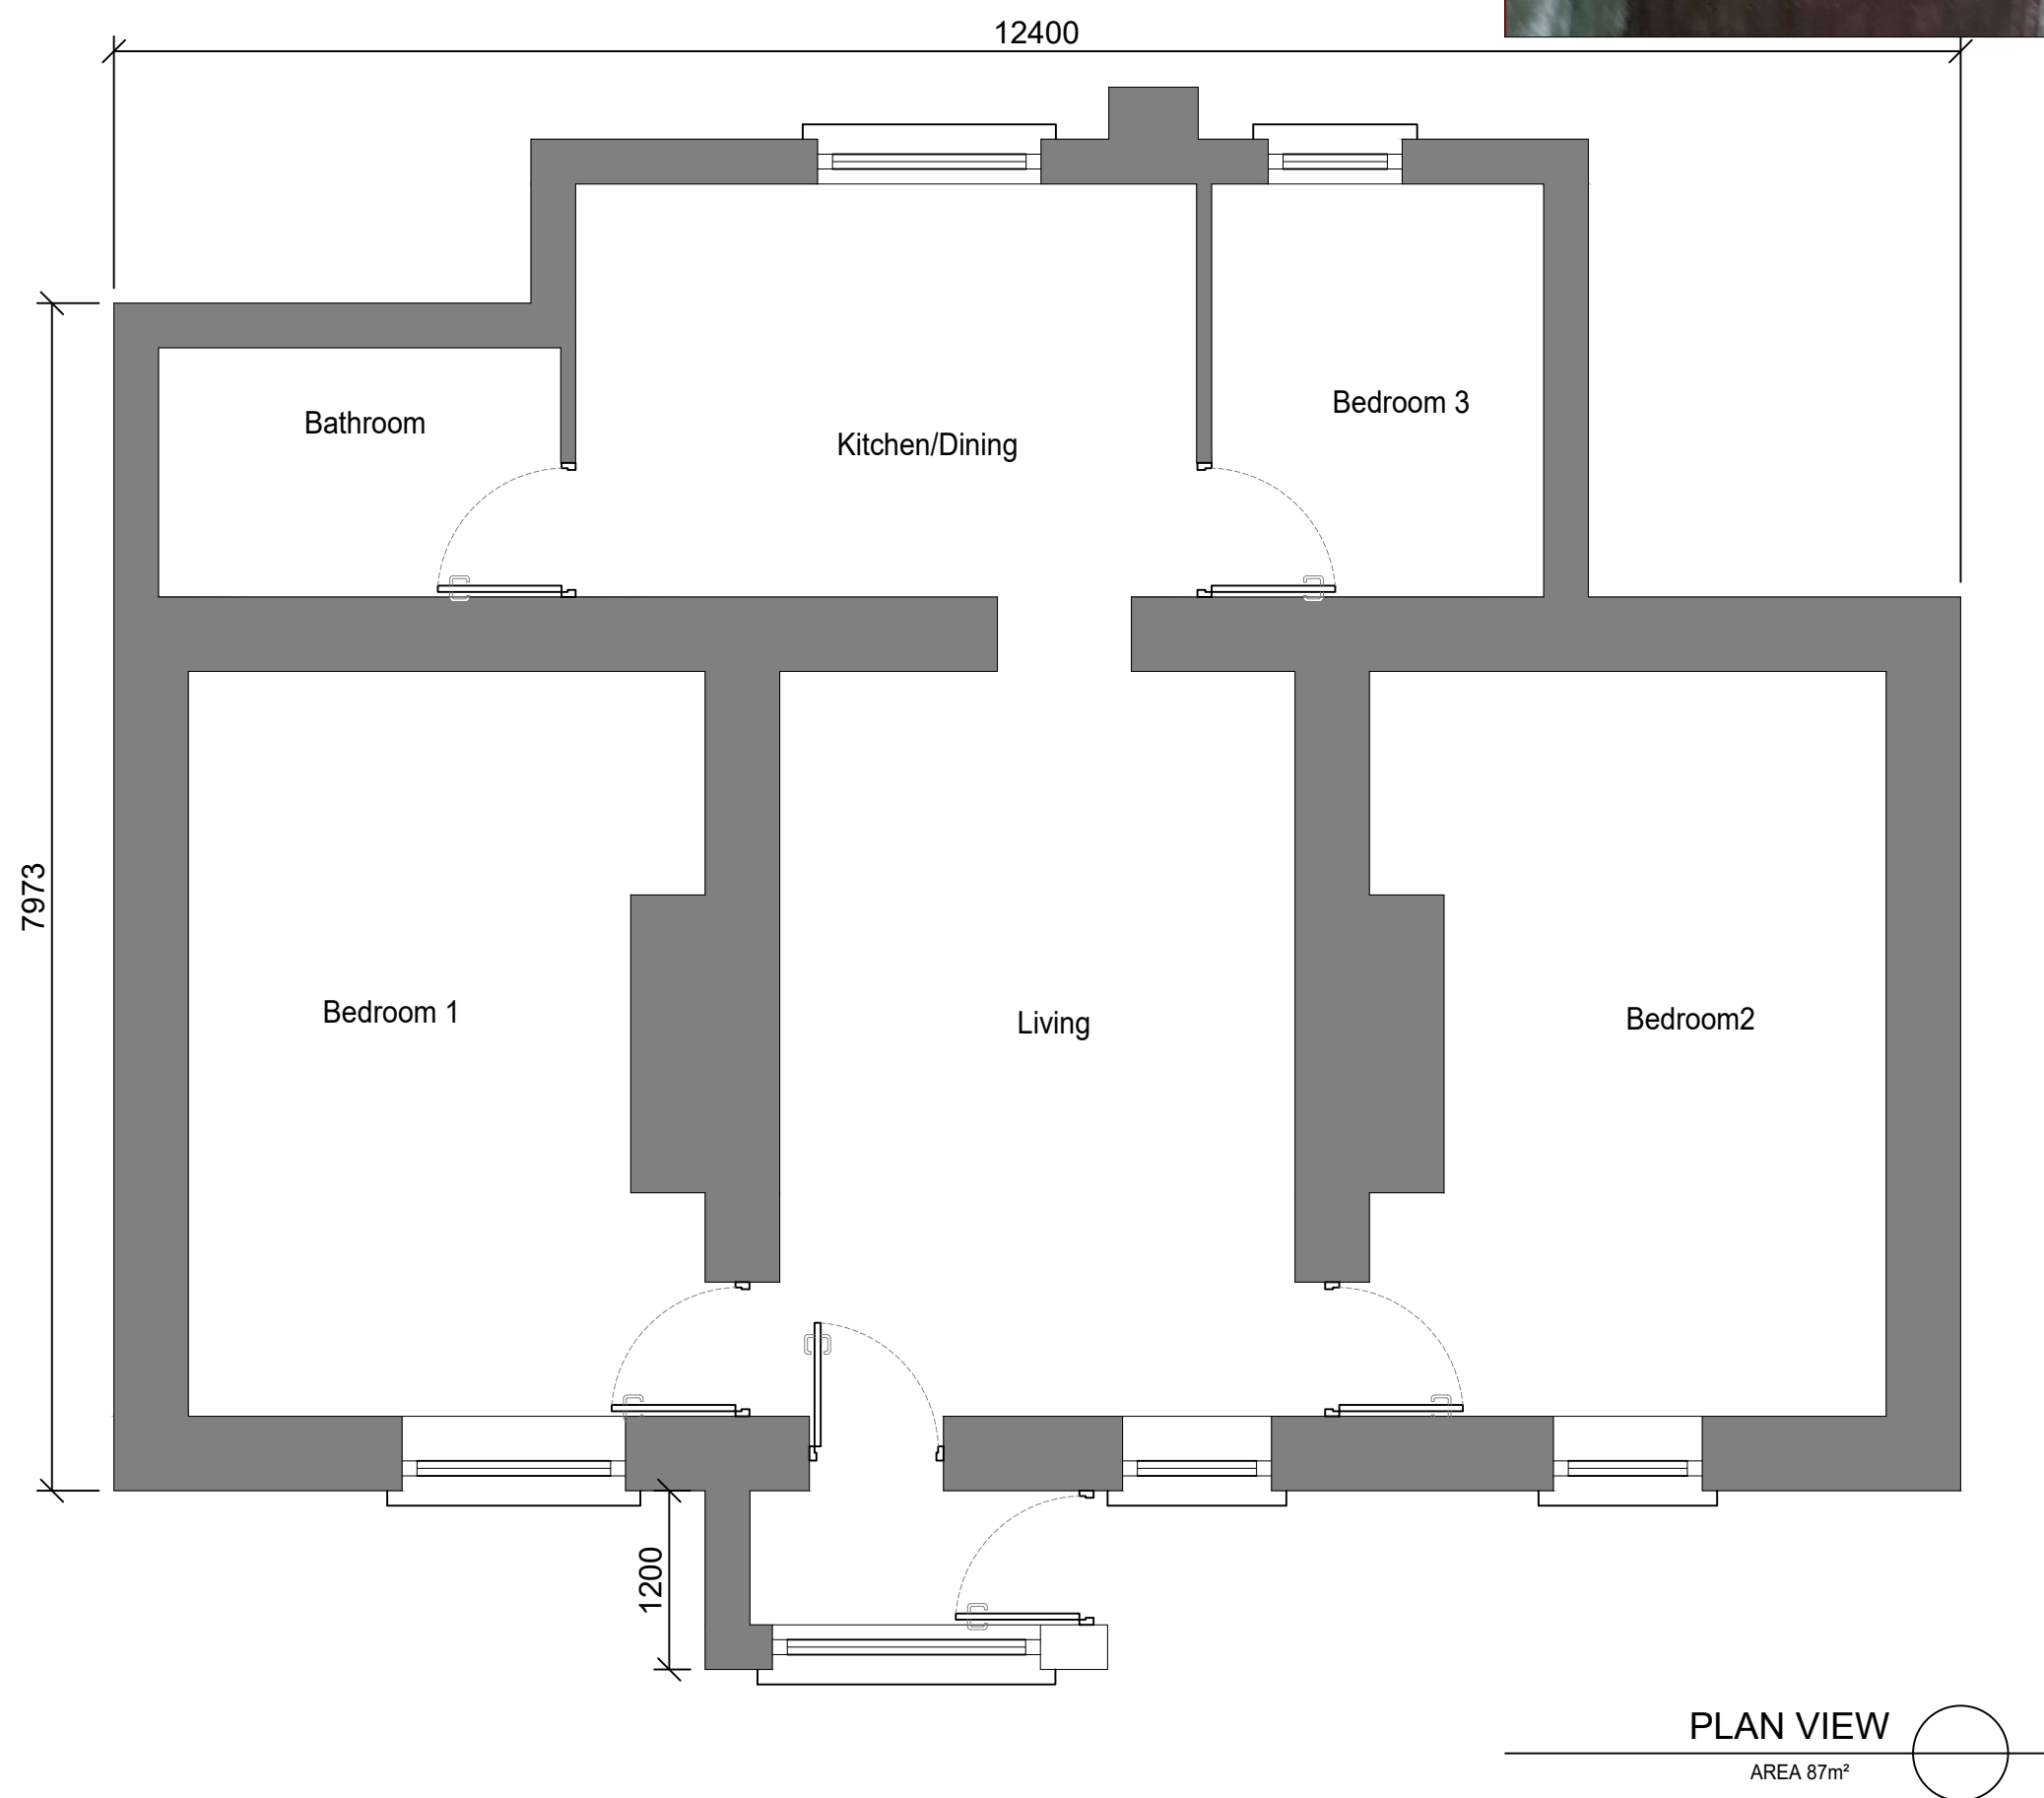 12400
Bathroom
Kitchen/Dining
Bedroom 3
7973
Bedroom 1
Living
Bedroom2
1200
PLAN VIEW
AREA 87m²